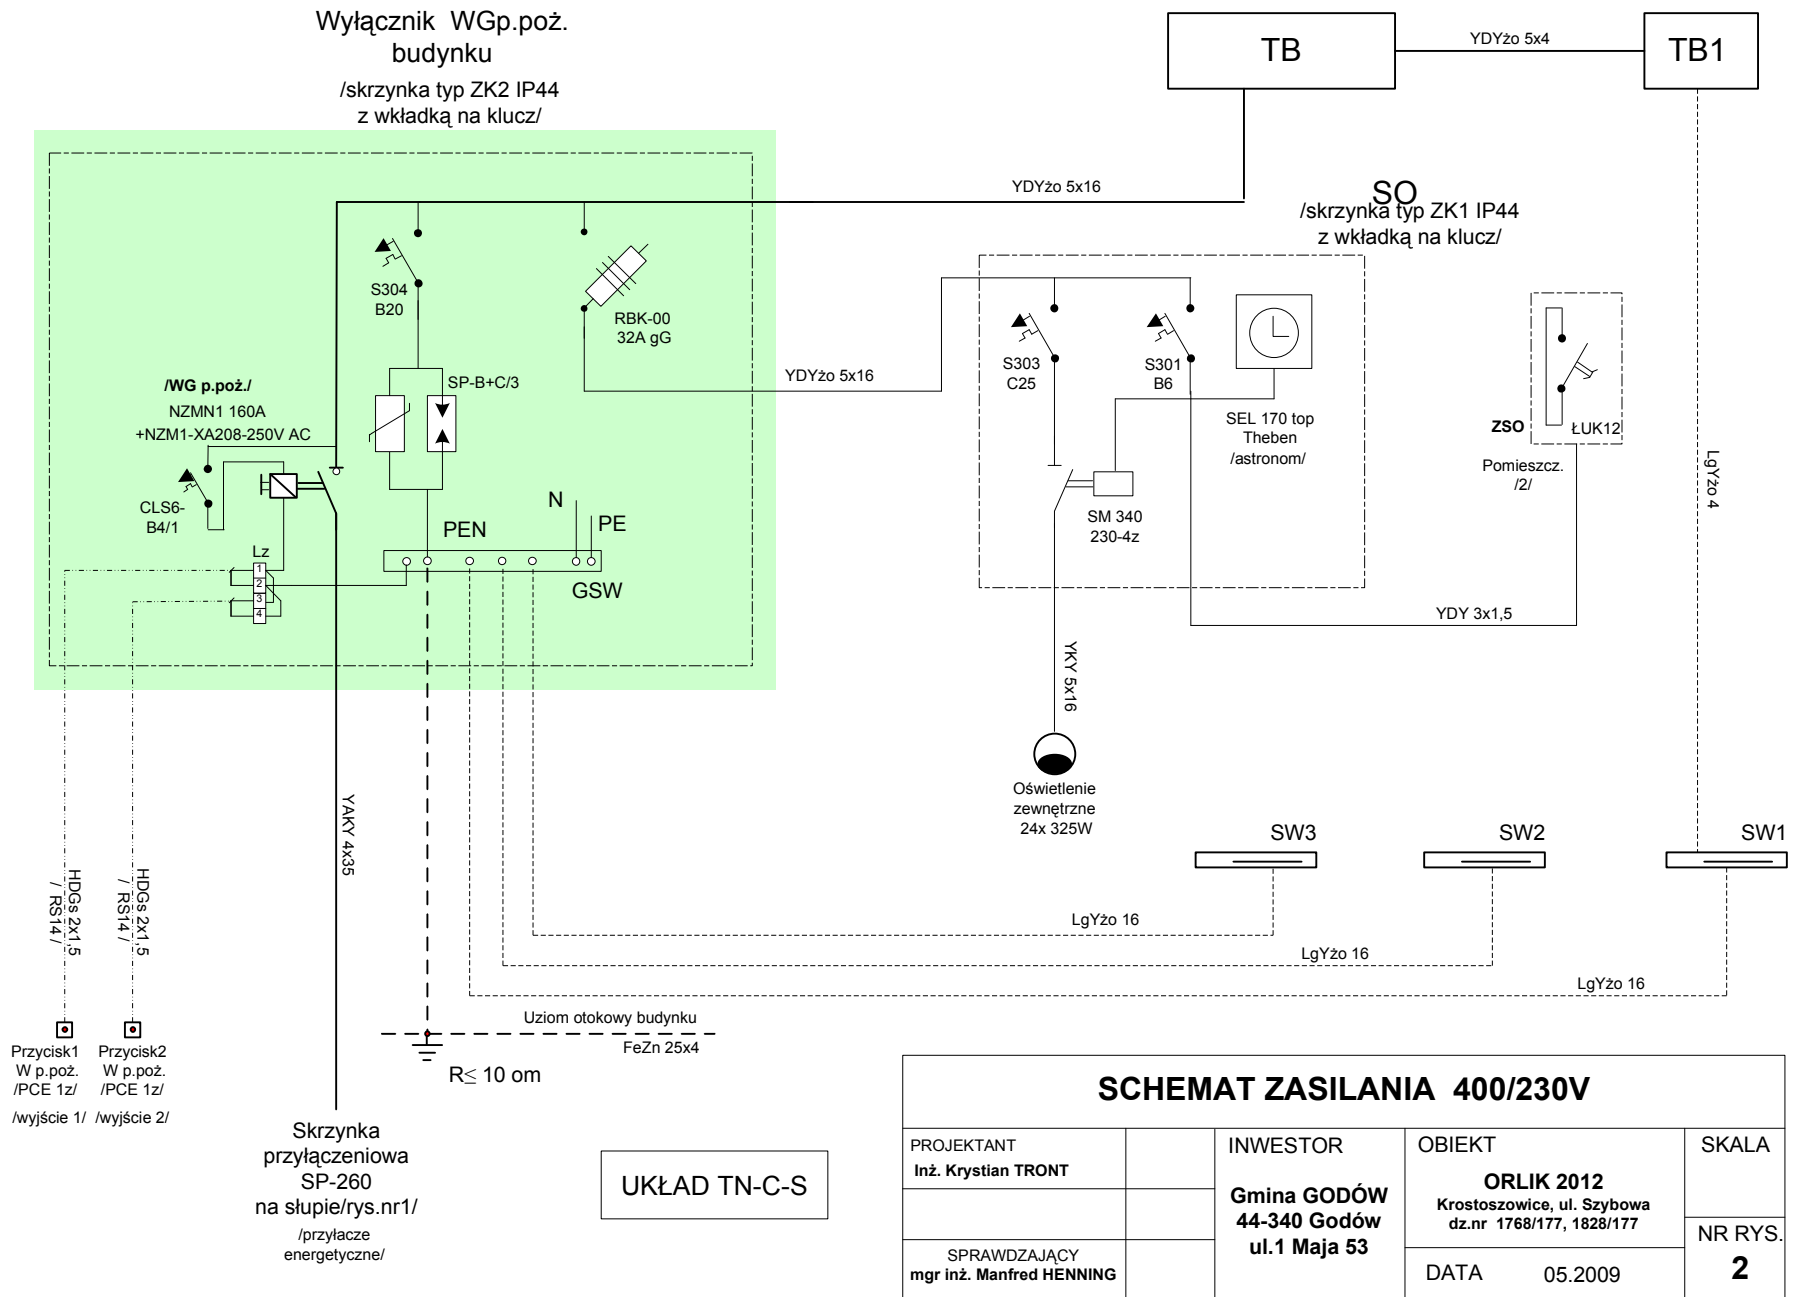 Wyłącznik WGp.poż.
budynku
/skrzynka typ ZK2 IP44
z wkładką na klucz/
TB
YDYżo 5x4
TB1
YDYżo 5x16
SO
/skrzynka typ ZK1 IP44
z wkładką na klucz/
S304
B20
RBK-00
32A gG
YDYżo 5x16
S303
C25
S301
B6
SEL 170 top
Theben
/astronom/
ZSO
ŁUK12
Pomieszcz.
/2/
LgYżo 4
/WG p.poż./
NZMN1 160A
+NZM1-XA208-250V AC
SP-B+C/3
CLS6-
B4/1
Lz
1
2
3
4
PEN
N
PE
GSW
SM 340
230-4z
YDY 3x1,5
YKY 5x16
Oświetlenie
zewnętrzne
24x 325W
SW3
SW2
SW1
LgYżo 16
LgYżo 16
LgYżo 16
YAKY 4x35
HDGs 2x1,5
/ RS14 /
HDGs 2x1,5
/ RS14 /
Przycisk1
W p.poż.
/PCE 1z/
/wyjście 1/
Przycisk2
W p.poż.
/PCE 1z/
/wyjście 2/
Uziom otokowy budynku
FeZn 25x4
R≤ 10 om
Skrzynka
przyłączeniowa
SP-260
na słupie/rys.nr1/
/przyłacze
energetyczne/
UKŁAD TN-C-S
SCHEMAT ZASILANIA 400/230V
PROJEKTANT
Inż. Krystian TRONT
SPRAWDZAJĄCY
mgr inż. Manfred HENNING
INWESTOR
Gmina GODÓW
44-340 Godów
ul.1 Maja 53
OBIEKT
ORLIK 2012
Krostoszowice, ul. Szybowa
dz.nr 1768/177, 1828/177
DATA 05.2009
SKALA
NR RYS.
2